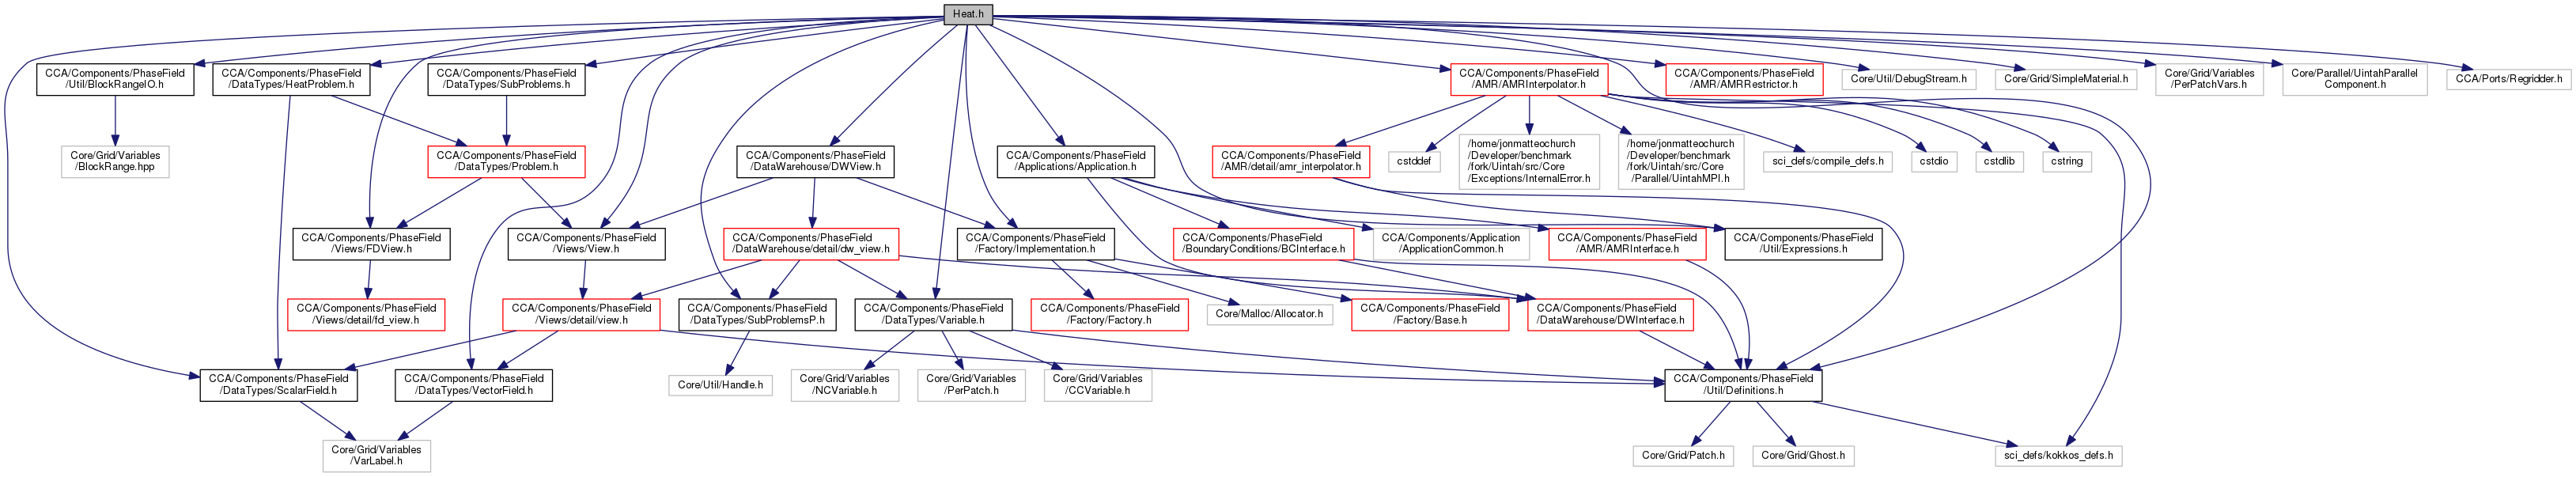 Heat.h
CCA/Components/PhaseField
/Util/BlockRangeIO.h
CCA/Components/PhaseField
/DataTypes/HeatProblem.h
CCA/Components/PhaseField
/DataTypes/SubProblems.h
CCA/Components/PhaseField
/AMR/AMRInterpolator.h
CCA/Components/PhaseField
/AMR/AMRRestrictor.h
Core/Util/DebugStream.h
Core/Grid/SimpleMaterial.h
Core/Grid/Variables
/PerPatchVars.h
Core/Parallel/UintahParallel
Component.h
CCA/Ports/Regridder.h
Core/Grid/Variables
/BlockRange.hpp
CCA/Components/PhaseField
/DataTypes/Problem.h
CCA/Components/PhaseField
/DataWarehouse/DWView.h
CCA/Components/PhaseField
/Applications/Application.h
CCA/Components/PhaseField
/AMR/detail/amr_interpolator.h
cstddef
/home/jonmatteochurch
/Developer/benchmark
/fork/Uintah/src/Core
/Exceptions/InternalError.h
/home/jonmatteochurch
/Developer/benchmark
/fork/Uintah/src/Core
/Parallel/UintahMPI.h
sci_defs/compile_defs.h
cstdio
cstdlib
cstring
CCA/Components/PhaseField
/Views/FDView.h
CCA/Components/PhaseField
/Views/View.h
CCA/Components/PhaseField
/DataWarehouse/detail/dw_view.h
CCA/Components/PhaseField
/Factory/Implementation.h
CCA/Components/PhaseField
/BoundaryConditions/BCInterface.h
CCA/Components/Application
/ApplicationCommon.h
CCA/Components/PhaseField
/AMR/AMRInterface.h
CCA/Components/PhaseField
/Util/Expressions.h
CCA/Components/PhaseField
/Views/detail/fd_view.h
CCA/Components/PhaseField
/Views/detail/view.h
CCA/Components/PhaseField
/DataTypes/SubProblemsP.h
CCA/Components/PhaseField
/DataTypes/Variable.h
CCA/Components/PhaseField
/Factory/Factory.h
Core/Malloc/Allocator.h
CCA/Components/PhaseField
/Factory/Base.h
CCA/Components/PhaseField
/DataWarehouse/DWInterface.h
CCA/Components/PhaseField
/DataTypes/ScalarField.h
CCA/Components/PhaseField
/DataTypes/VectorField.h
Core/Util/Handle.h
Core/Grid/Variables
/NCVariable.h
Core/Grid/Variables
/PerPatch.h
Core/Grid/Variables
/CCVariable.h
CCA/Components/PhaseField
/Util/Definitions.h
Core/Grid/Variables
/VarLabel.h
Core/Grid/Patch.h
Core/Grid/Ghost.h
sci_defs/kokkos_defs.h